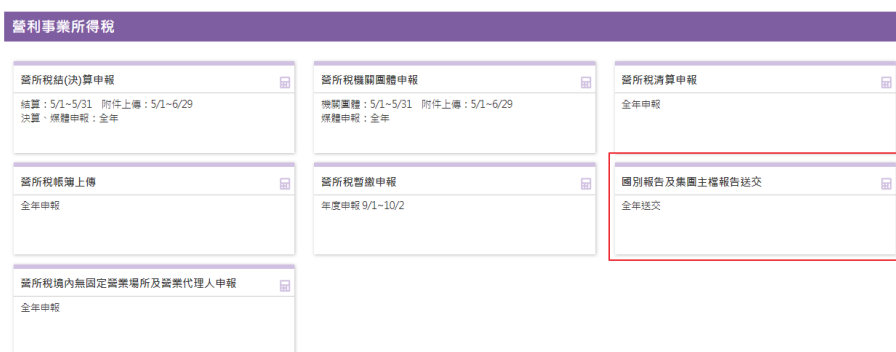 營利事業所得稅
營所稅結(決)算申報
結算：5/1~5/31 附件上傳：5/1~6/29
決算、媒體申報：全年
營所稅機關團體申報
機關團體：5/1~5/31 附件上傳：5/1~6/29
媒體申報：全年
營所稅清算申報
全年申報
營所稅帳簿上傳
全年申報
營所稅暫繳申報
年度申報 9/1~10/2
國別報告及集團主檔報告送交
全年送交
營所稅境內無固定營業場所及營業代理人申報
全年申報